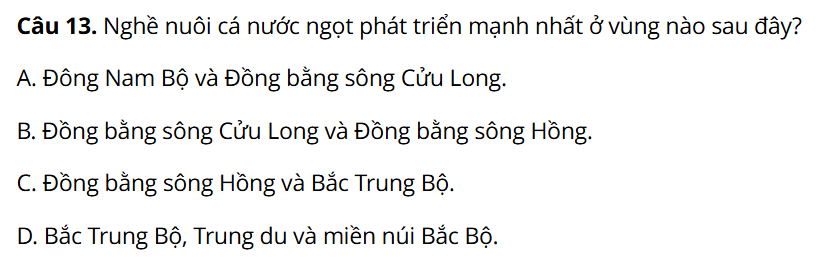 Câu 13. Nghề nuôi cá nước ngọt phát triển mạnh nhất ở vùng nào sau đây?
A. Đông Nam Bộ và Đồng bằng sông Cửu Long.
B. Đồng bằng sông Cửu Long và Đồng bằng sông Hồng.
C. Đồng bằng sông Hồng và Bắc Trung Bộ.
D. Bắc Trung Bộ, Trung du và miền núi Bắc Bộ.